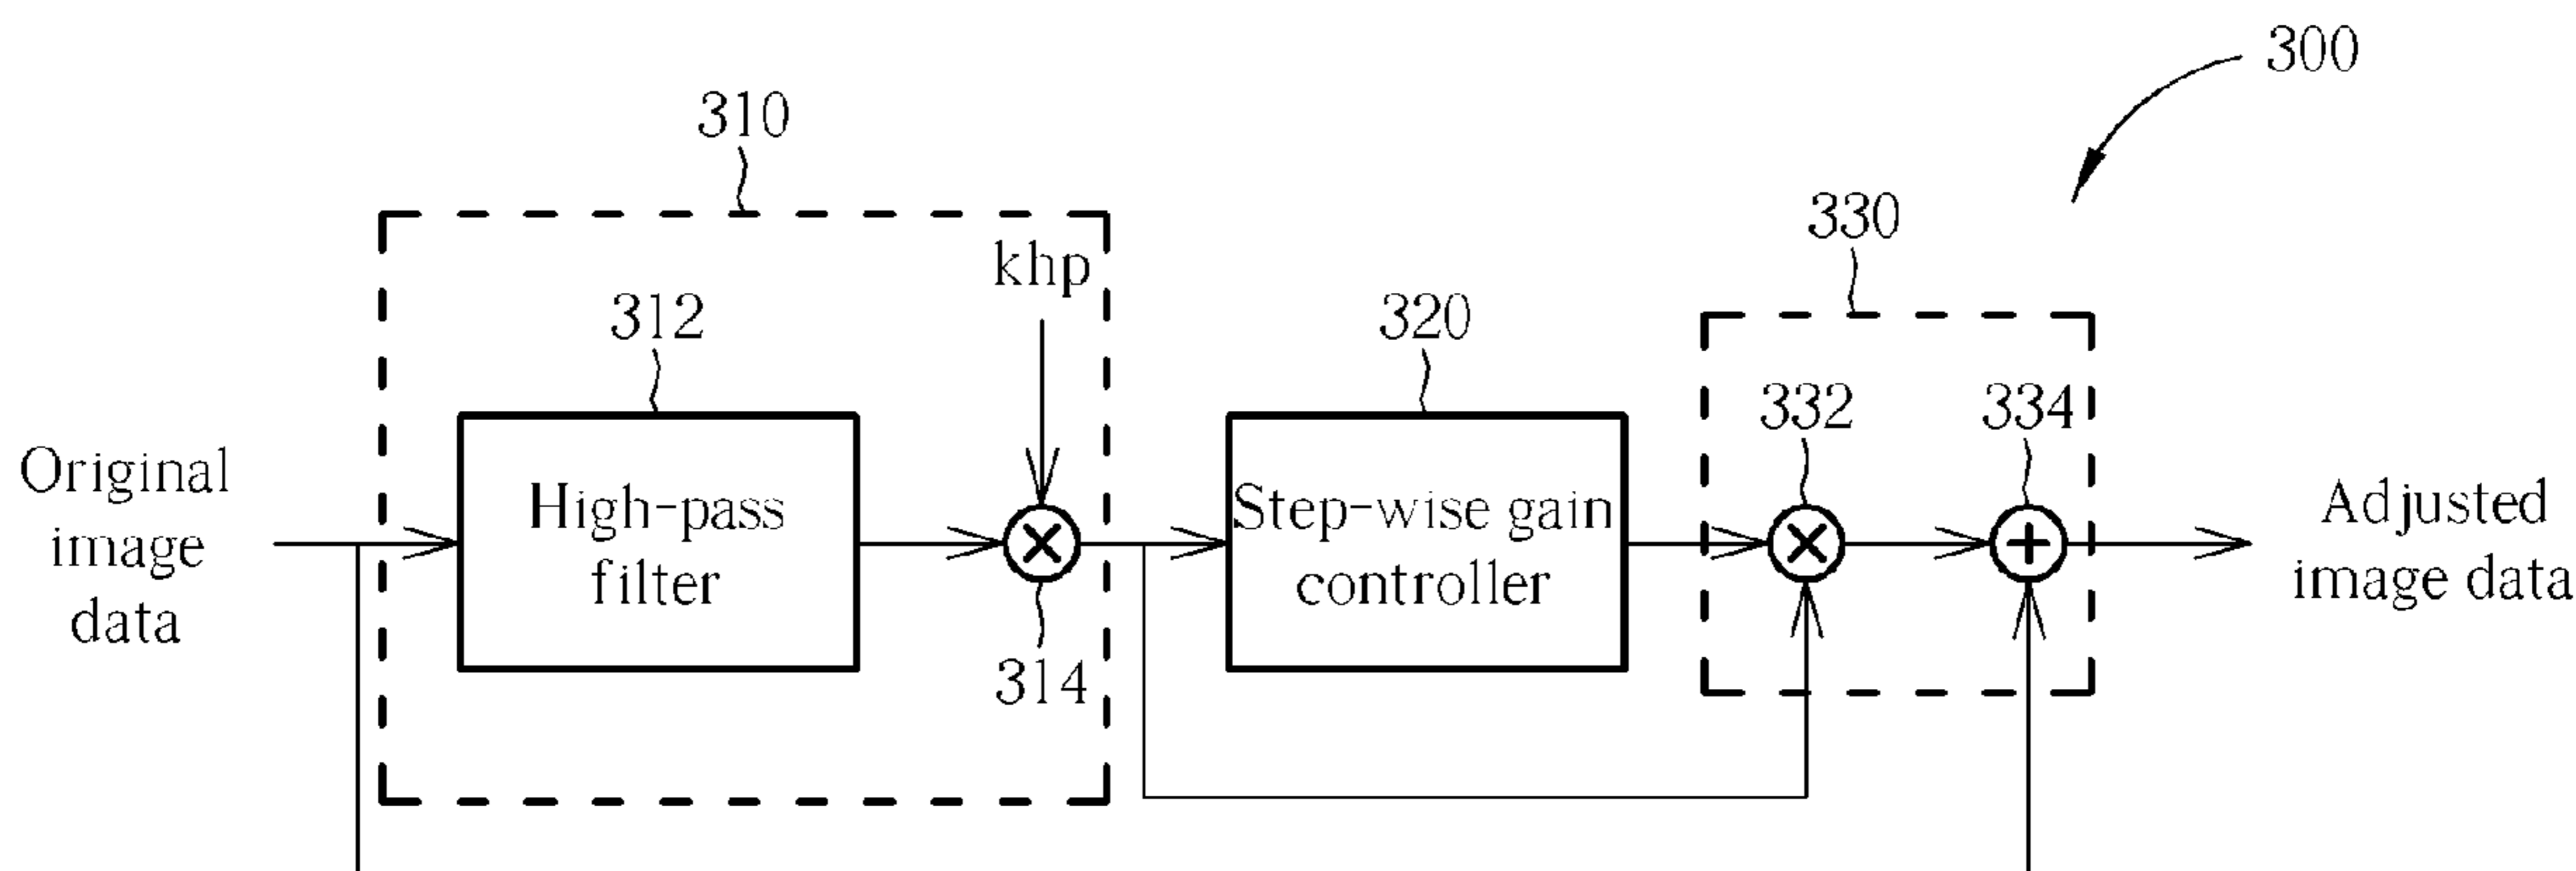 300
310
330
khp
312
320
332
334
Original
image
data
High-pass
filter
Step-wise gain
controller
Adjusted
image data
314